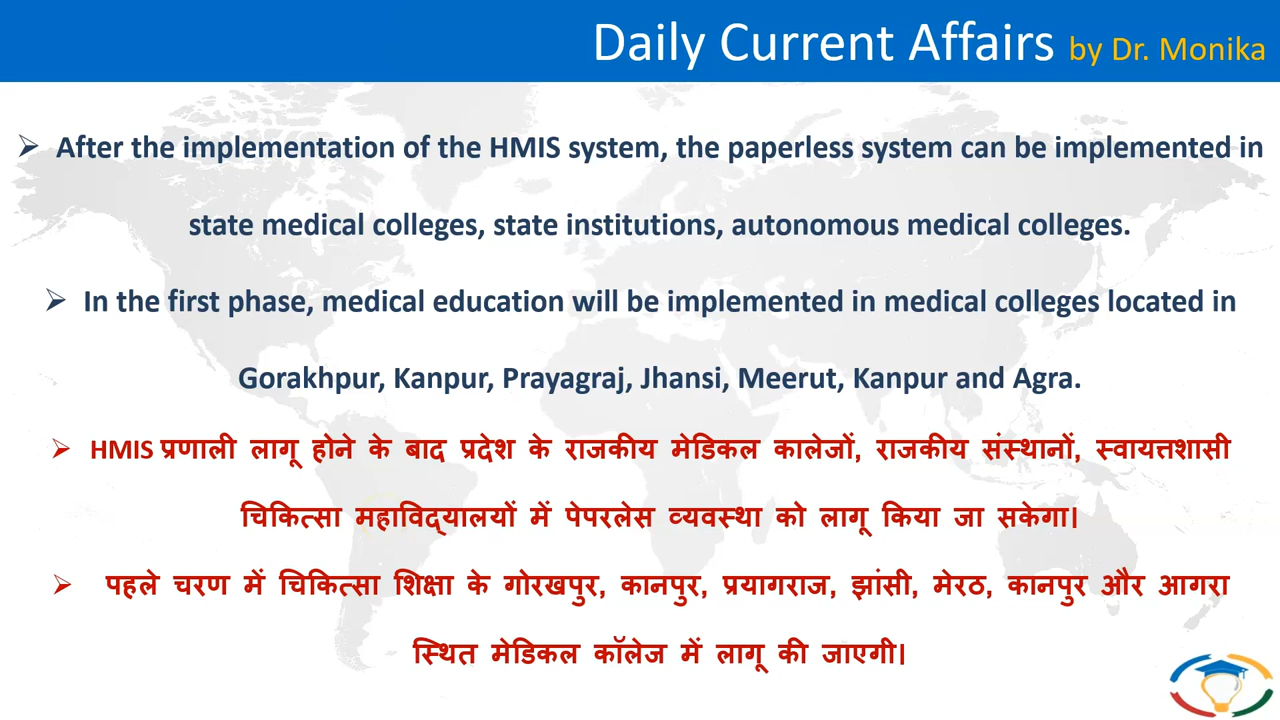 Daily Current Affairs by Dr. Monika
➢ After the implementation of the HMIS system, the paperless system can be implemented in
state medical colleges, state institutions, autonomous medical colleges.
➢ In the first phase, medical education will be implemented in medical colleges located in
Gorakhpur, Kanpur, Prayagraj, Jhansi, Meerut, Kanpur and Agra.
➢ HMIS प्रणाली लागू होने के बाद प्रदेश के राजकीय मेडिकल कालेजों, राजकीय संस्थानों, स्वायत्तशासी
चिकित्सा महाविद्यालयों में पेपरलेस व्यवस्था को लागू किया जा सकेगा।
➢ पहले चरण में चिकित्सा शिक्षा के गोरखपुर, कानपुर, प्रयागराज, झांसी, मेरठ, कानपुर और आगरा
स्थित मेडिकल कॉलेज में लागू की जाएगी।